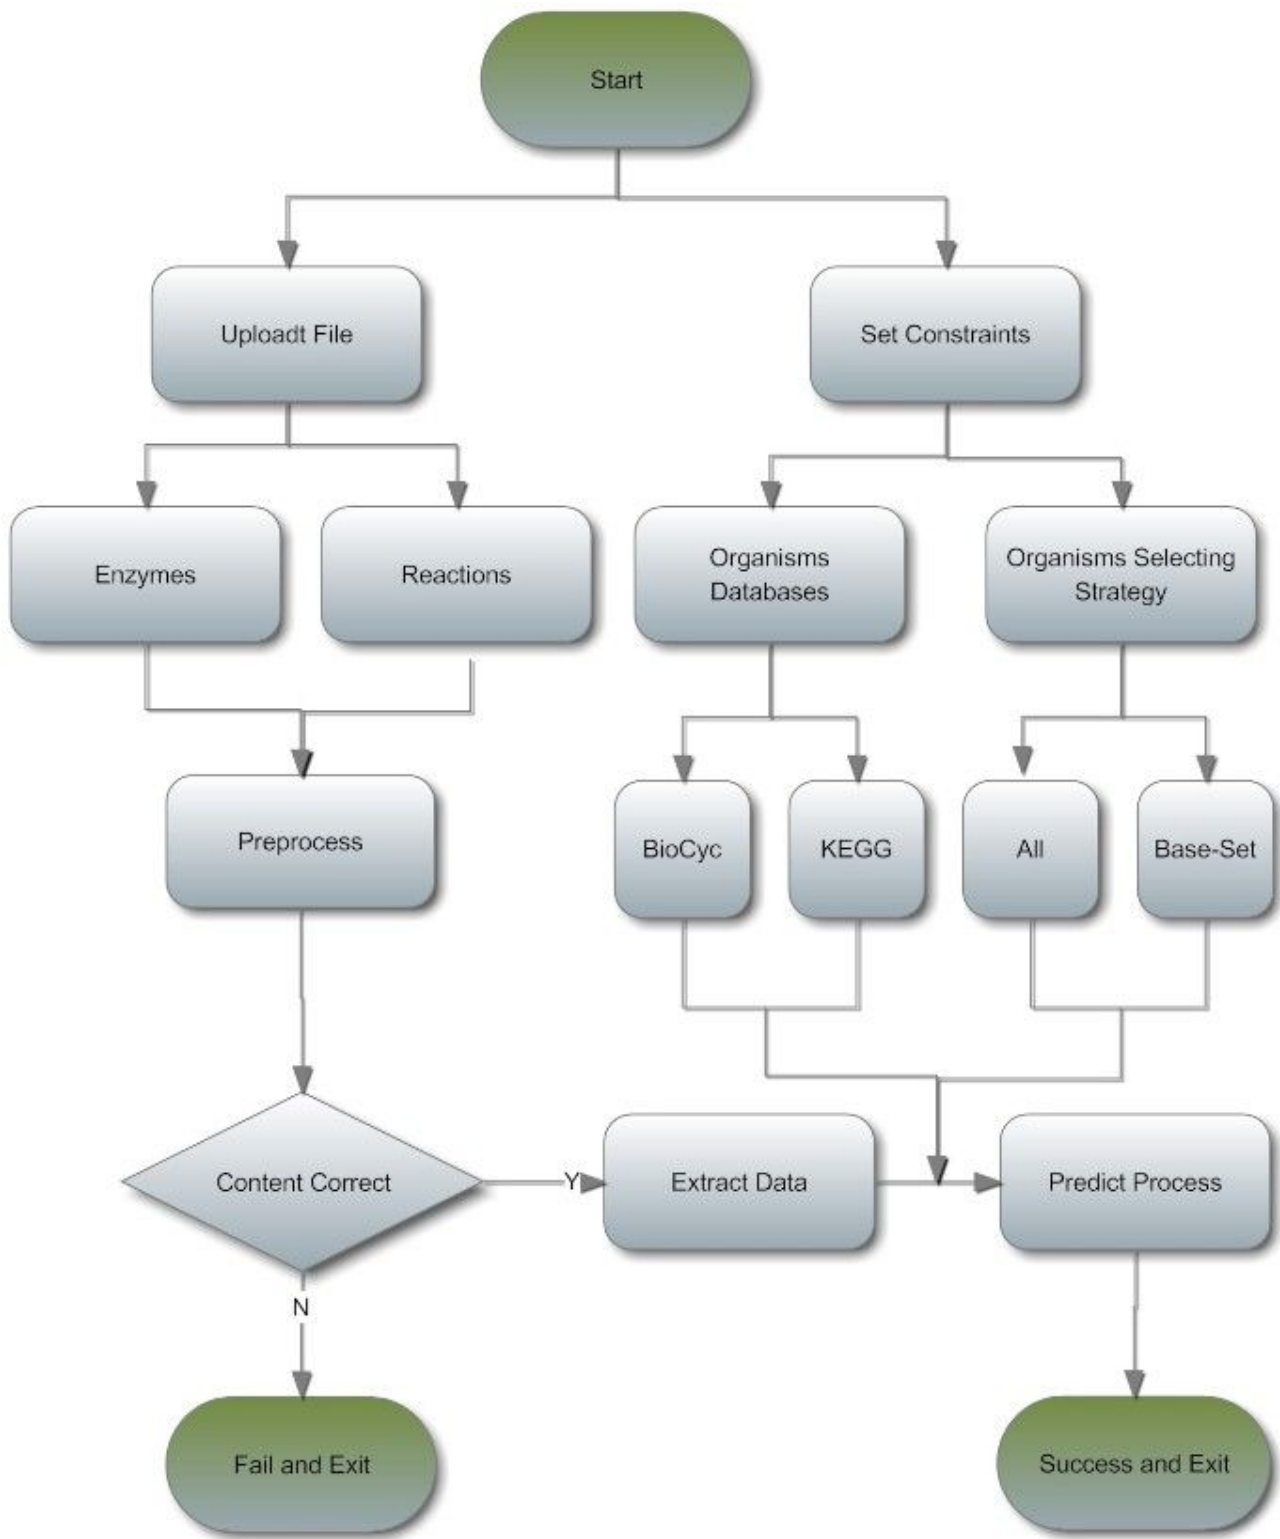 Start
Uploadt File
Set Constraints
Enzymes
Reactions
Organisms
Databases
Organisms Selecting
Strategy
Preprocess
BioCyc
KEGG
All
Base-Set
Content Correct
Y
Extract Data
Predict Process
N
Fail and Exit
Success and Exit